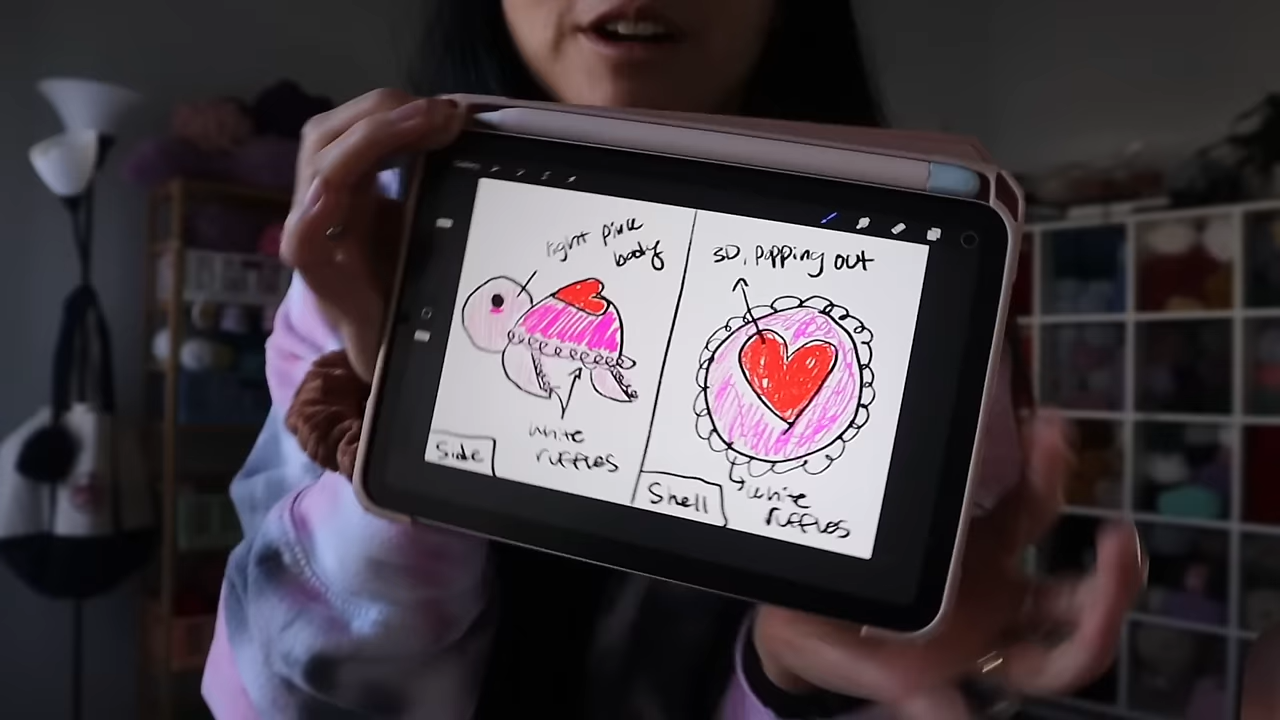 light pink
body
white
ruffles
Side
3D, popping out
white
ruffles
Shell